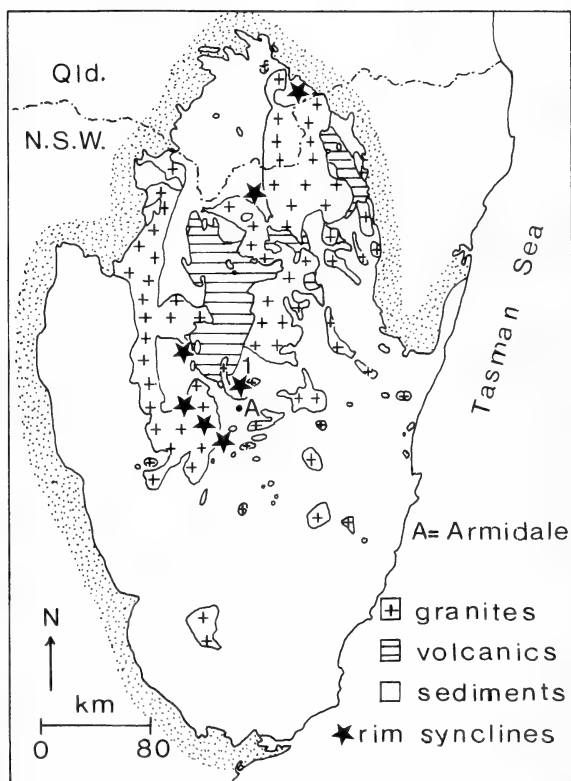 Qld.
N.S.W.
Tasman Sea
1
A
A= Armidale
N
granites
volcanics
sediments
rim synclines
km
0 80